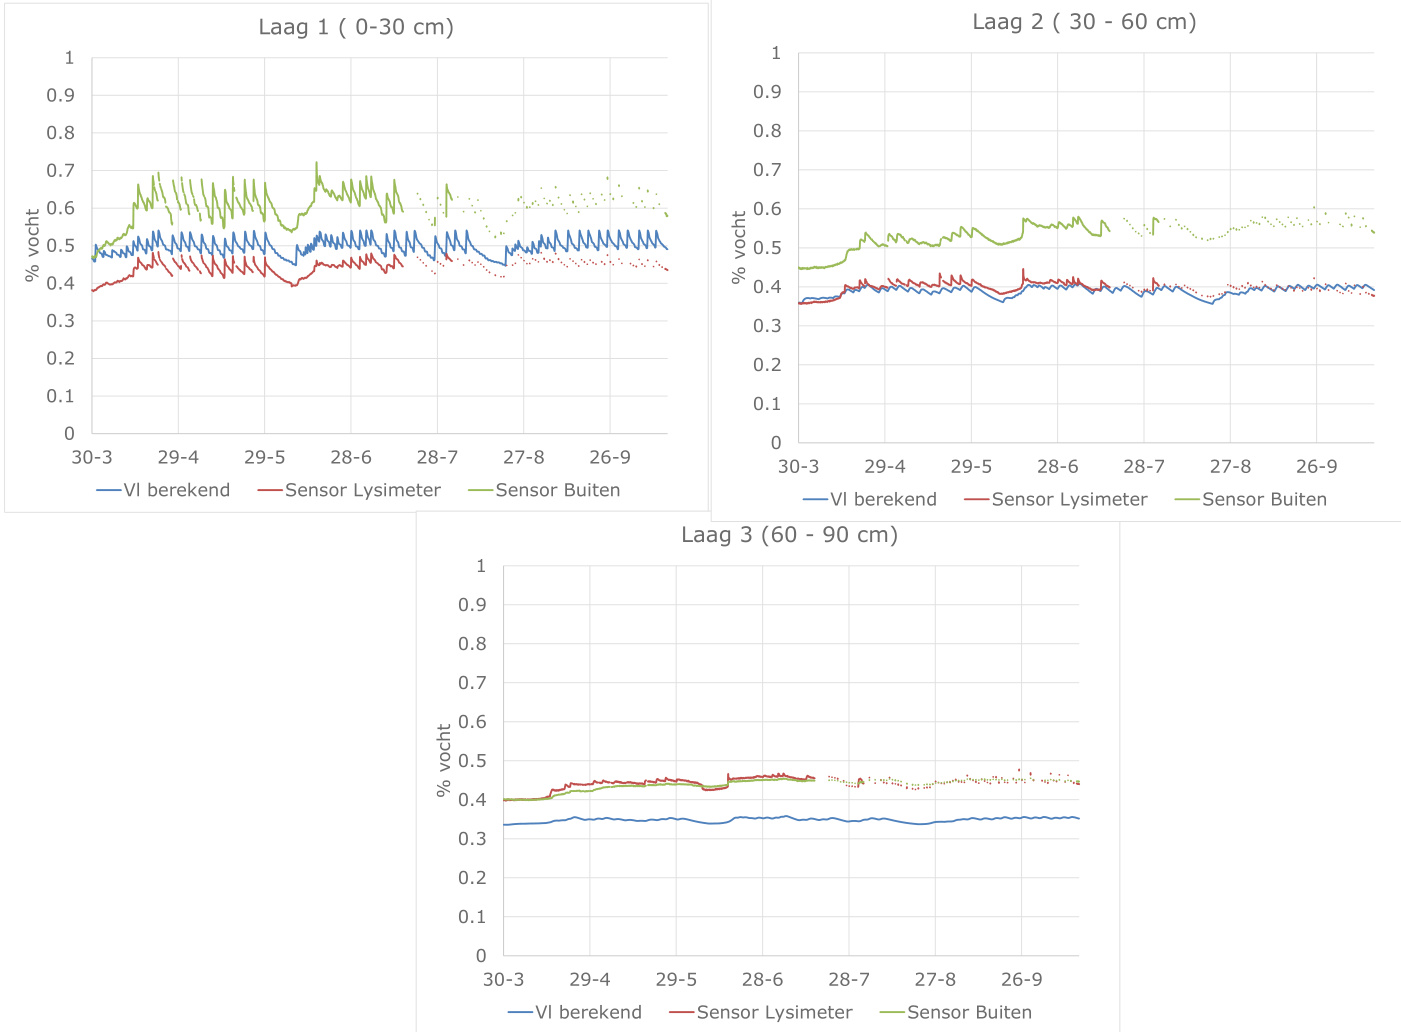 Laag 1 ( 0-30 cm)
1
0.9
0.8
0.7
0.6
0.5
0.4
0.3
0.2
0.1
0
% vocht
30-3 29-4 29-5 28-6 28-7 27-8 26-9
Vl berekend Sensor Lysimeter Sensor Buiten
Laag 2 ( 30 - 60 cm)
1
0.9
0.8
0.7
0.6
0.5
0.4
0.3
0.2
0.1
0
% vocht
30-3 29-4 29-5 28-6 28-7 27-8 26-9
Vl berekend Sensor Lysimeter Sensor Buiten
Laag 3 (60 - 90 cm)
1
0.9
0.8
0.7
0.6
0.5
0.4
0.3
0.2
0.1
0
% vocht
30-3 29-4 29-5 28-6 28-7 27-8 26-9
Vl berekend Sensor Lysimeter Sensor Buiten